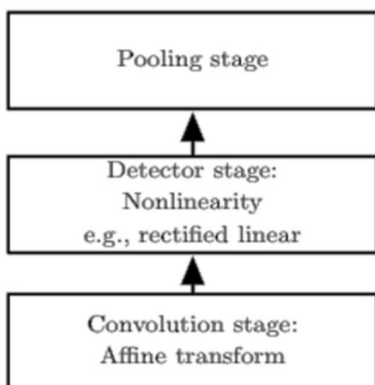 Pooling stage
Detector stage:
Nonlinearity
e.g., rectified linear
Convolution stage:
Affine transform